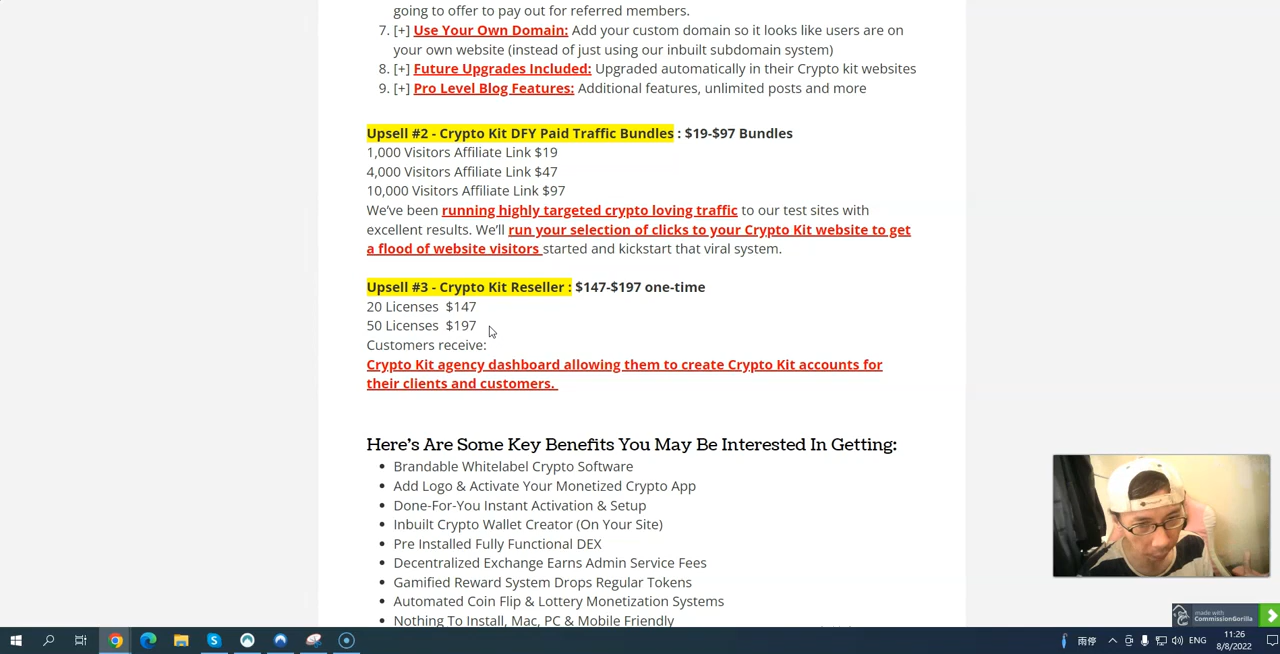 going to offer to pay out for referred members.
7. [+] Use Your Own Domain: Add your custom domain so it looks like users are on
your own website (instead of just using our inbuilt subdomain system)
8. [+] Future Upgrades Included: Upgraded automatically in their Crypto kit websites
9. [+] Pro Level Blog Features: Additional features, unlimited posts and more
Upsell #2 - Crypto Kit DFY Paid Traffic Bundles : $19-$97 Bundles
1,000 Visitors Affiliate Link $19
4,000 Visitors Affiliate Link $47
10,000 Visitors Affiliate Link $97
We've been running highly targeted crypto loving traffic to our test sites with
excellent results. We'll run your selection of clicks to your Crypto Kit website to get
a flood of website visitors started and kickstart that viral system.
Upsell #3 - Crypto Kit Reseller : $147-$197 one-time
20 Licenses $147
50 Licenses $197
Customers receive:
Crypto Kit agency dashboard allowing them to create Crypto Kit accounts for
their clients and customers.
Here's Are Some Key Benefits You May Be Interested In Getting:
• Brandable Whitelabel Crypto Software
• Add Logo & Activate Your Monetized Crypto App
• Done-For-You Instant Activation & Setup
• Inbuilt Crypto Wallet Creator (On Your Site)
• Pre Installed Fully Functional DEX
• Decentralized Exchange Earns Admin Service Fees
• Gamified Reward System Drops Regular Tokens
• Automated Coin Flip & Lottery Monetization Systems
• Nothing To Install, Mac, PC & Mobile Friendly
made with
CommissionGorilla
雨停
ENG
11:26
8/8/2022